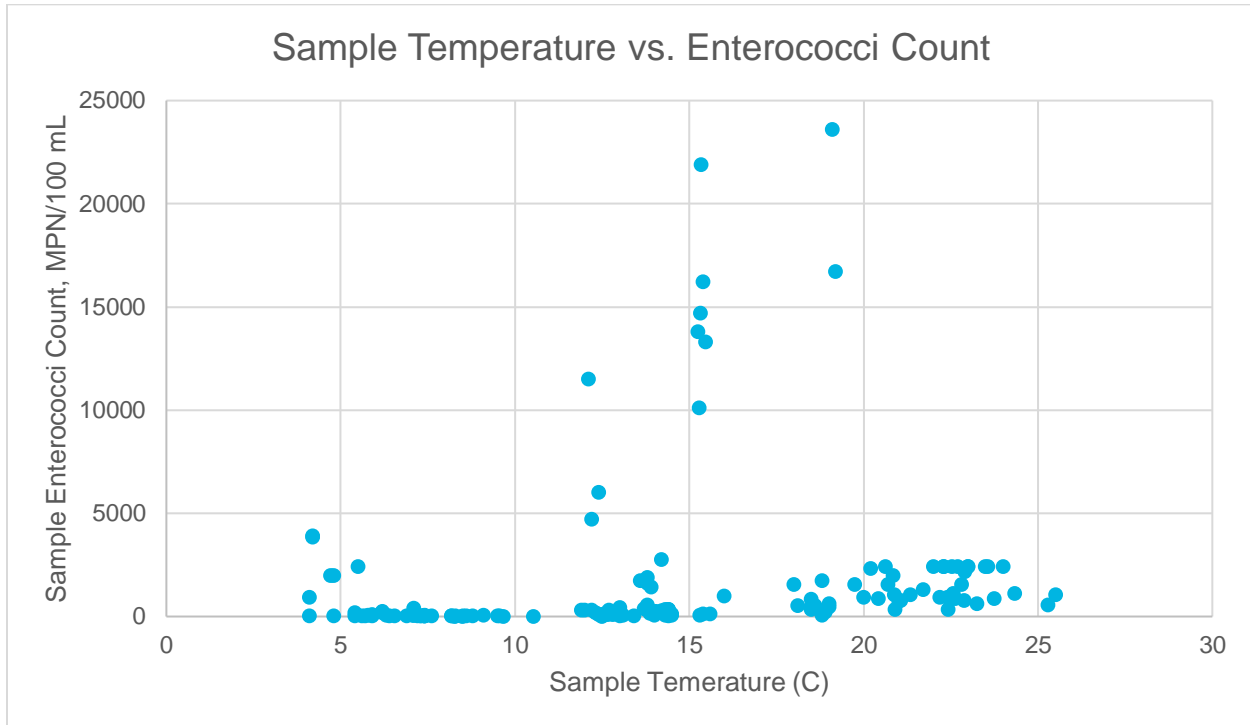 Sample Temperature vs. Enterococci Count
Sample Enterococci Count, MPN/100 mL
25000
20000
15000
10000
5000
0
0 5 10 15 20 25 30
Sample Temerature (C)